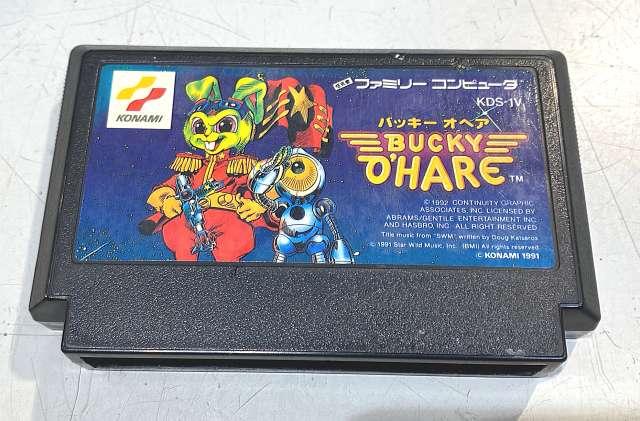 KONAMI
ファミリー コンピュータ
KDS-1V
バッキー オヘア
BUCKY
O'HARE TM
© 1992 CONTINUITY GRAPHIC
ASSOCIATES, INC. LICENSED BY
ABRAMS/GENTILE ENTERTAINMENT INC.
AND HASBRO, INC. ALL RIGHT RESERVED
Title music from "SWM" written by Doug Katsaros
© 1991 Star Wild Music, Inc. (BMI) All rights reserved
© KONAMI 1991